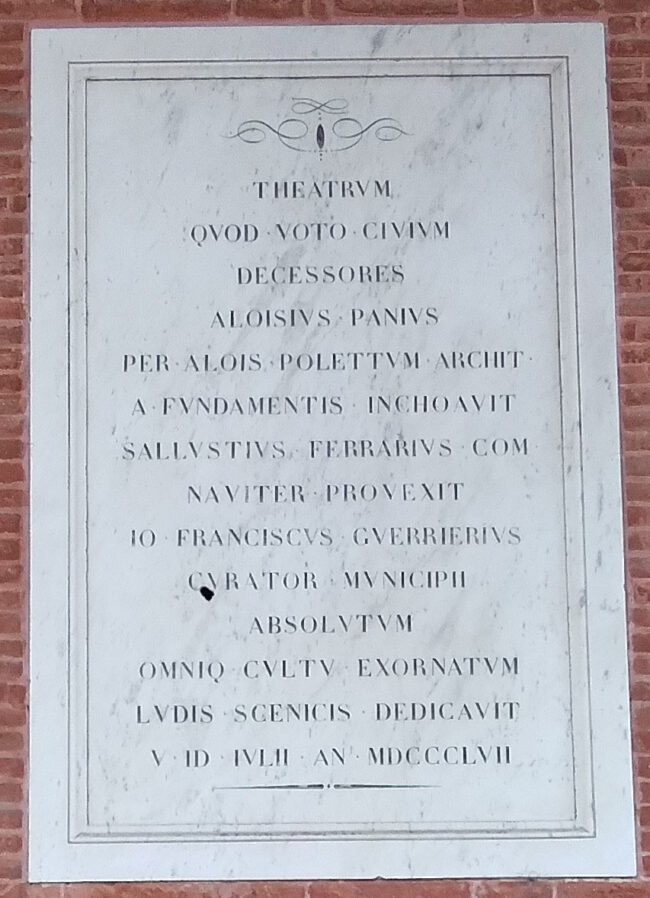 THEATRVM
QVOD · VOTO · CIVIVM
DECESSORES
ALOISIVS · PANIVS
PER · ALOIS · POLETTVM · ARCHIT ·
A · FVNDAMENTIS · INCHOAVIT
SALLVSTIVS · FERRARIVS · COM
NAVITER · PROVEXIT
IO · FRANCISCVS · GVERRIERIVS
CVRATOR · MVNICIPII
ABSOLVTVM
OMNIQ · CVLTV · EXORNATVM
LVDIS · SCENICIS · DEDICAVIT
V · ID · IVLII · AN · MDCCCLVII